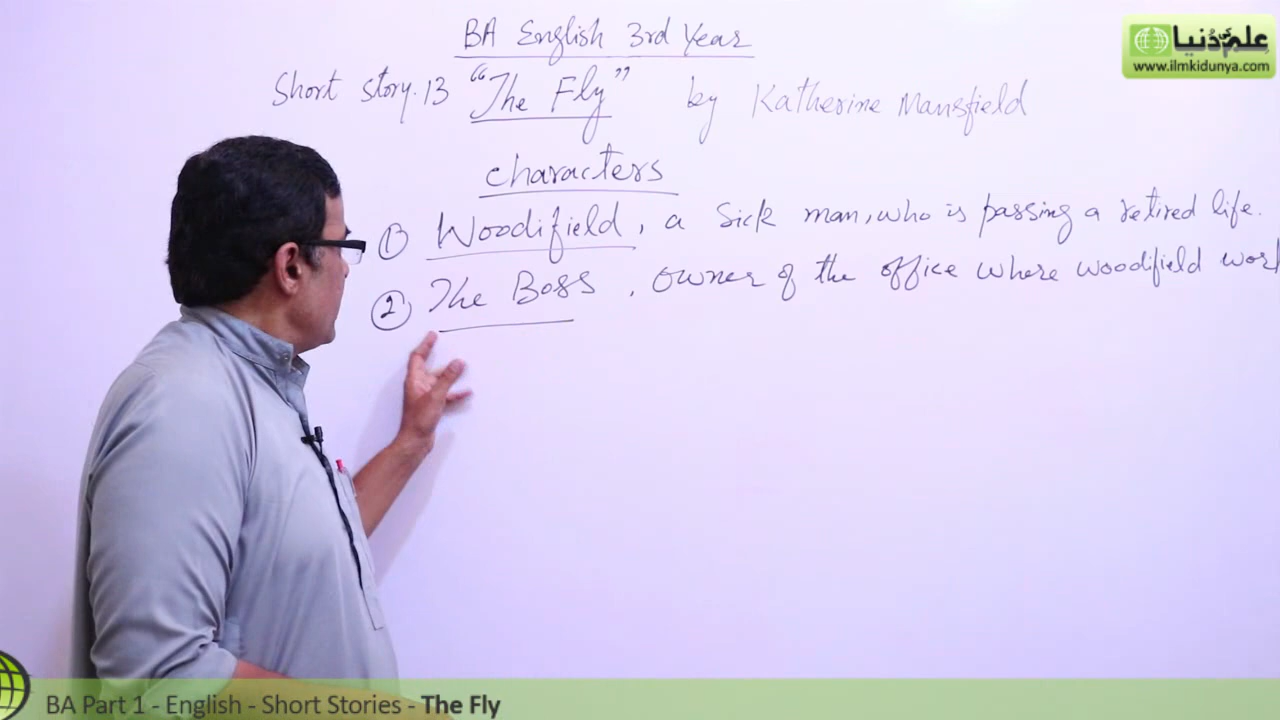 BA English 3rd Year
Short story. 13 "The Fly" by Katherine Mansfield
characters
① Woodifield, a sick man, who is passing a retired life.
② The Boss, owner of the office where woodifield work
علم کی دنیا
www.ilmkidunya.com
BA Part 1 - English - Short Stories - The Fly